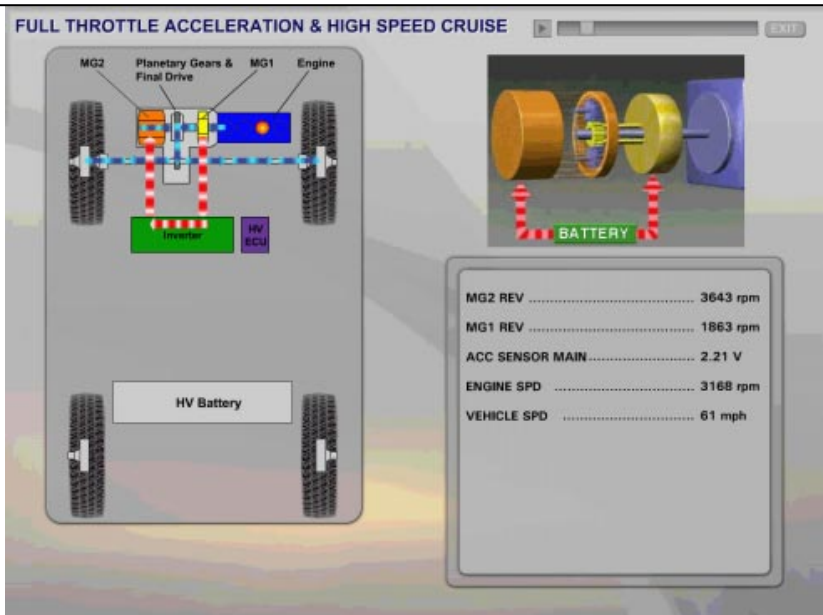 FULL THROTTLE ACCELERATION & HIGH SPEED CRUISE
EXIT
MG2
Planetary Gears &
Final Drive
MG1
Engine
Inverter
HV
ECU
HV Battery
BATTERY
MG2 REV ........................................ 3643 rpm
MG1 REV ........................................ 1863 rpm
ACC SENSOR MAIN ......................... 2.21 V
ENGINE SPD .................................. 3168 rpm
VEHICLE SPD ................................ 61 mph